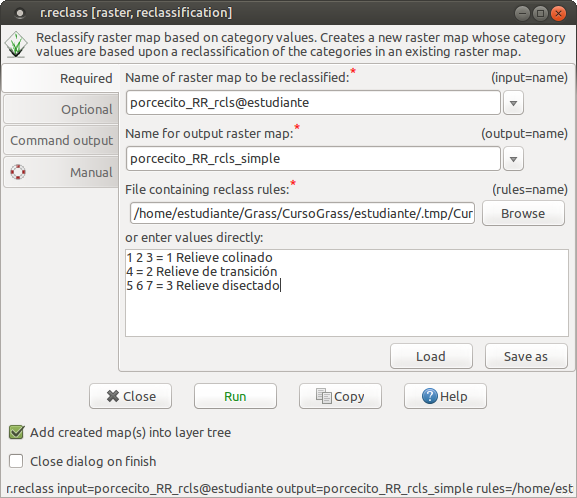 r.reclass [raster, reclassification]
Reclassify raster map based on category values. Creates a new raster map whose category
values are based upon a reclassification of the categories in an existing raster map.
Required
Optional
Command output
Manual
Name of raster map to be reclassified:*
(input=name)
porcecito_RR_rcls@estudiante
Name for output raster map:*
(output=name)
porcecito_RR_rcls_simple
File containing reclass rules:*
(rules=name)
/home/estudiante/Grass/CursoGrass/estudiante/.tmp/Cur
Browse
or enter values directly:
1 2 3 = 1 Relieve colinado
4 = 2 Relieve de transición
5 6 7 = 3 Relieve disectado
Load
Save as
Close
Run
Copy
Help
Add created map(s) into layer tree
Close dialog on finish
r.reclass input=porcecito_RR_rcls@estudiante output=porcecito_RR_rcls_simple rules=/home/est